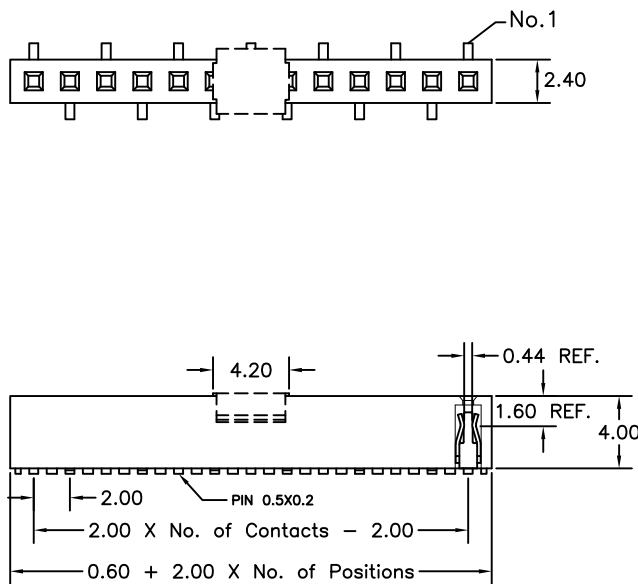 No.1
2.40
4.20
0.44 REF.
1.60 REF.
4.00
2.00
PIN 0.5X0.2
2.00 X No. of Contacts - 2.00
0.60 + 2.00 X No. of Positions